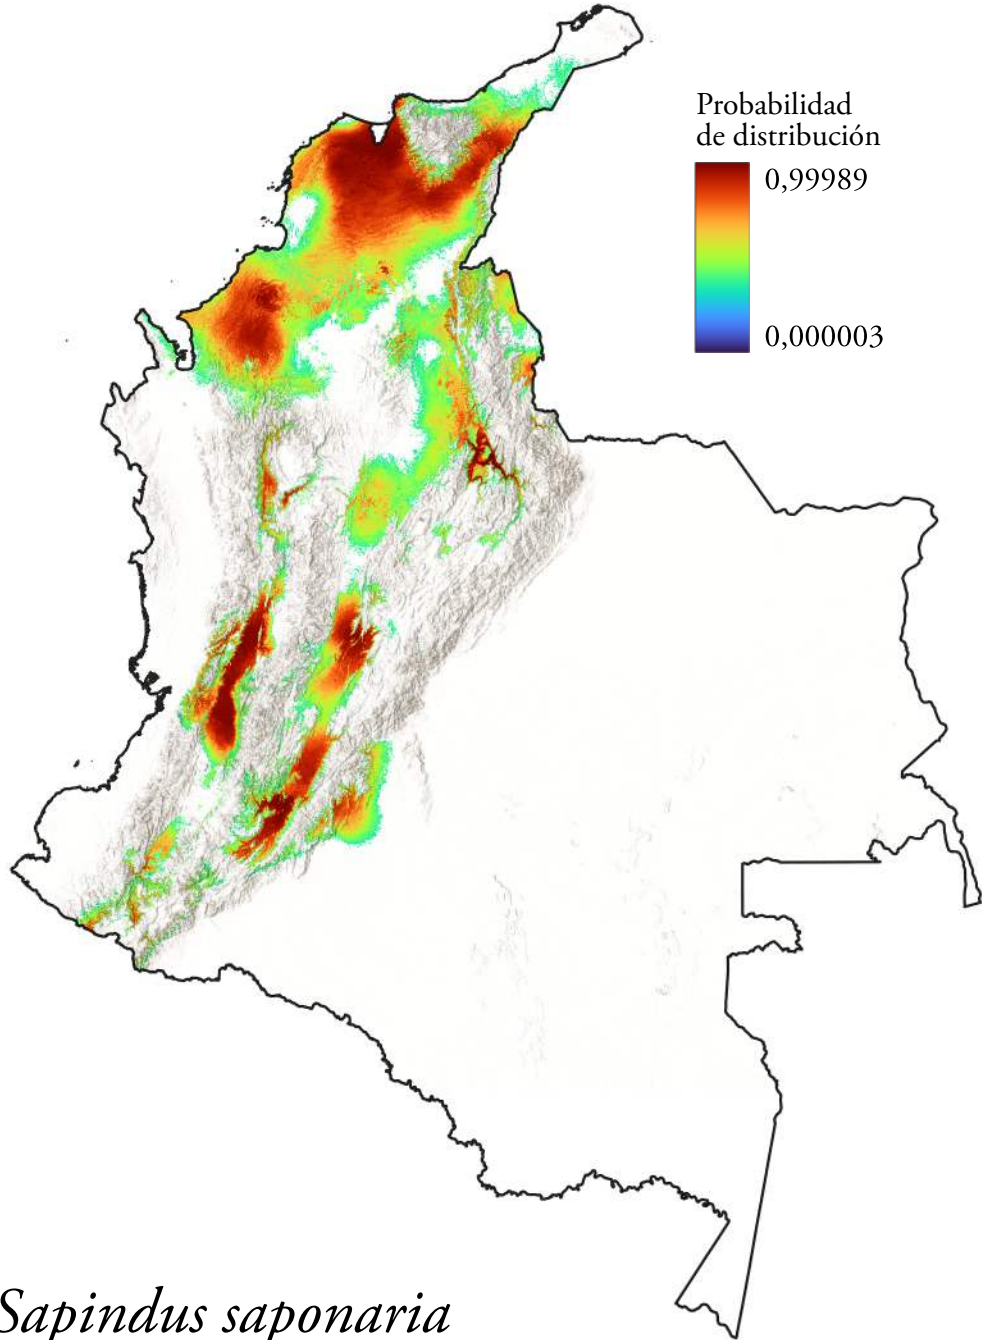 Probabilidad
de distribución
0,99989
0,000003
Sapindus saponaria